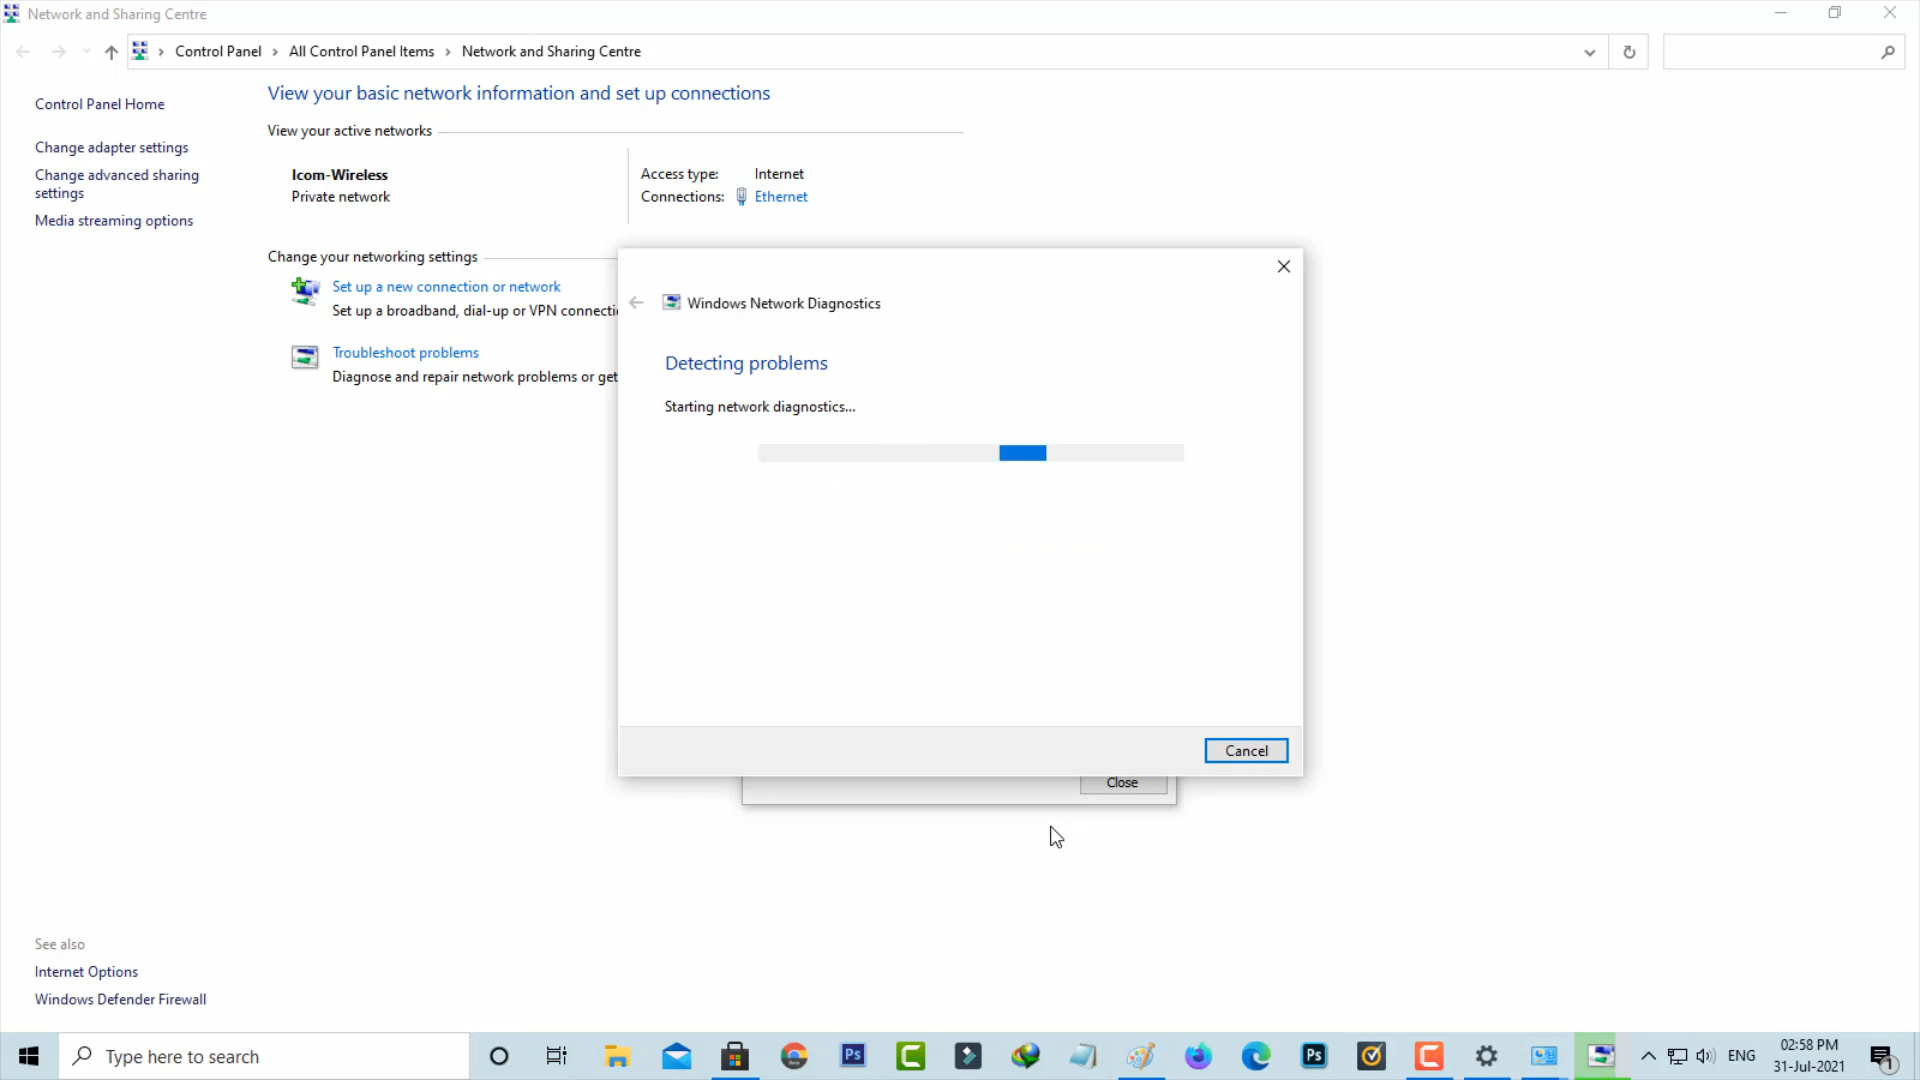 Network and Sharing Centre
Control Panel › All Control Panel Items › Network and Sharing Centre
Control Panel Home
Change adapter settings
Change advanced sharing
settings
Media streaming options
View your basic network information and set up connections
View your active networks
Icom-Wireless
Private network
Access type: Internet
Connections: Ethernet
Change your networking settings
Set up a new connection or network
Set up a broadband, dial-up or VPN
Troubleshoot problems
Diagnose and repair network problems or get
Windows Network Diagnostics
Detecting problems
Starting network diagnostics...
Cancel
Close
See also
Internet Options
Windows Defender Firewall
Type here to search
Ps
Ps
ENG
02:58 PM
31-Jul-2021
1